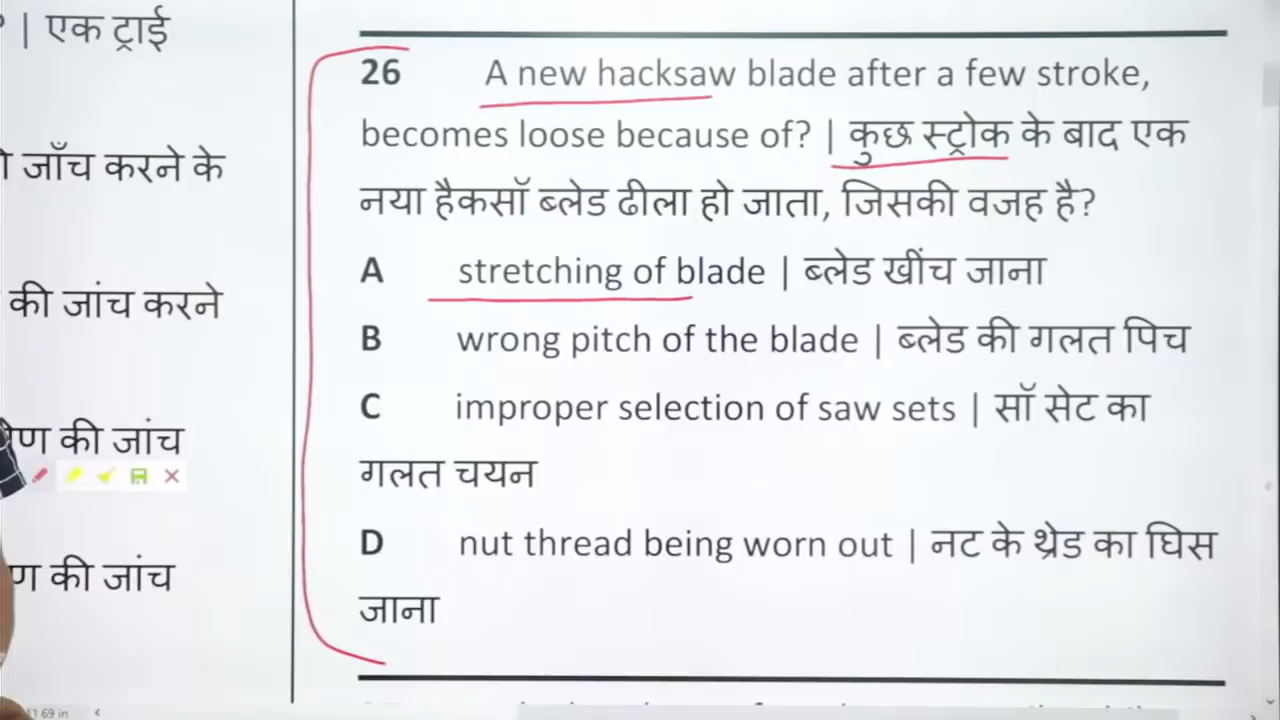 | एक ट्राई
जाँच करने के
की जांच करने
की जांच
की जांच
26 A new hacksaw blade after a few stroke,
becomes loose because of? | कुछ स्ट्रोक के बाद एक
नया हैकसॉ ब्लेड ढीला हो जाता, जिसकी वजह है?
A stretching of blade | ब्लेड खींच जाना
B wrong pitch of the blade | ब्लेड की गलत पिच
C improper selection of saw sets | सॉ सेट का
गलत चयन
D nut thread being worn out | नट के थ्रेड का घिस
जाना